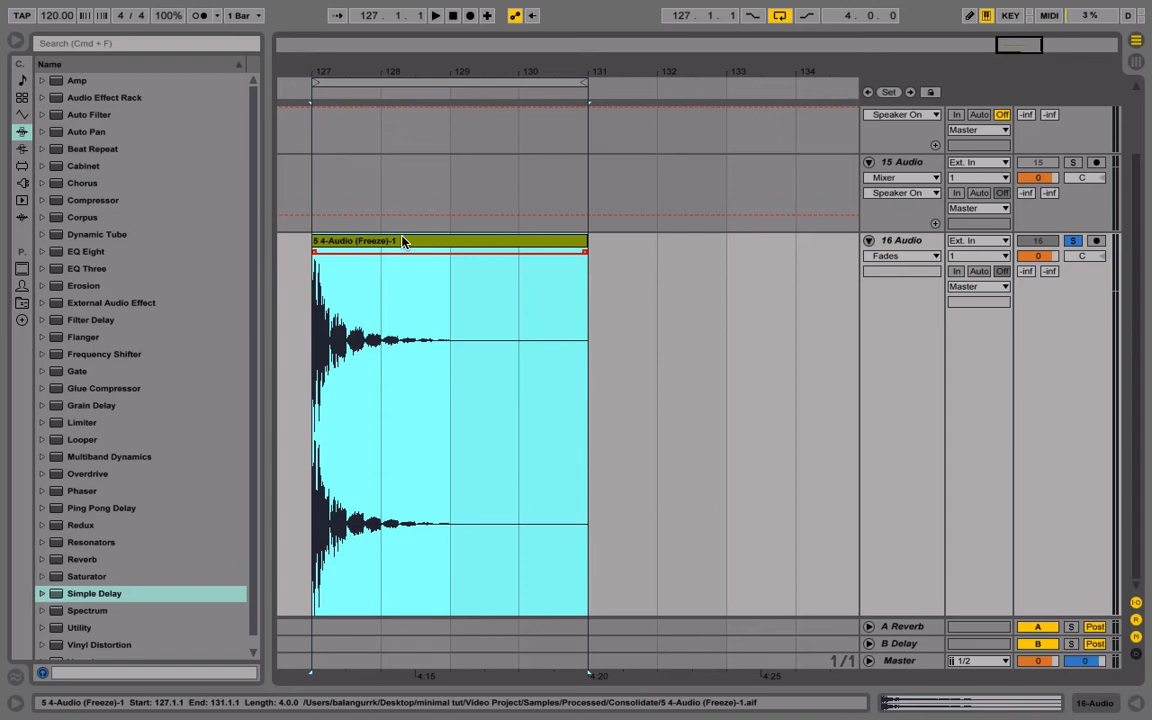 TAP 120.00 4 / 4 100% 1 Bar 127. 1. 1 127. 1. 1 4. 0. 0 KEY MIDI 3 % D
Search (Cmd + F)
C. Name
Amp
Audio Effect Rack
Auto Filter
Auto Pan
Beat Repeat
Cabinet
Chorus
Compressor
Corpus
Dynamic Tube
EQ Eight
EQ Three
Erosion
External Audio Effect
Filter Delay
Flanger
Frequency Shifter
Gate
Glue Compressor
Grain Delay
Limiter
Looper
Multiband Dynamics
Overdrive
Phaser
Ping Pong Delay
Redux
Resonators
Reverb
Saturator
Simple Delay
Spectrum
Utility
Vinyl Distortion
127 128 129 130 131 132 133 134
Set
Speaker On In Auto Off -inf -inf
Master
15 Audio Ext. In 15 S
Mixer 1 0 C
Speaker On In Auto Off -inf -inf
Master
5 4-Audio (Freeze)-1
16 Audio Ext. In 16 S
Fades 1 0 C
In Auto Off -inf -inf
Master
A Reverb A S Post
B Delay B S Post
1/1 Master 1/2 0 0
4:15 4:20 4:25
5 4-Audio (Freeze)-1 Start: 127.1.1 End: 131.1.1 Length: 4.0.0 /Users/balangurrk/Desktop/minimal tut/Video Project/Samples/Processed/Consolidate/5 4-Audio (Freeze)-1.aif
16-Audio